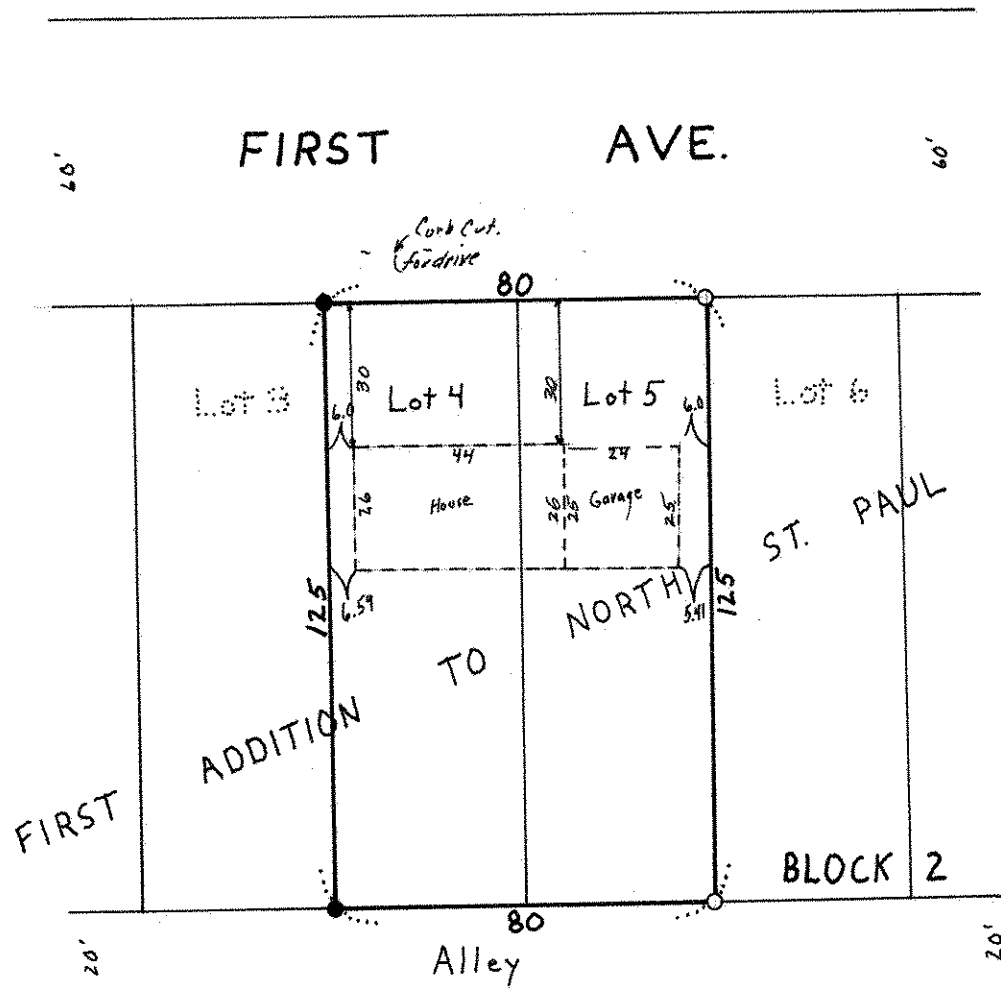 FIRST AVE.
60'
60'
Curb Cut.
for drive
80
Lot 3
Lot 4
Lot 5
Lot 6
30
30
6.0
6.0
44
24
26
House
26
26
Garage
25
6.59
5.41
125
125
FIRST ADDITION TO NORTH ST. PAUL
BLOCK 2
80
20'
20'
Alley